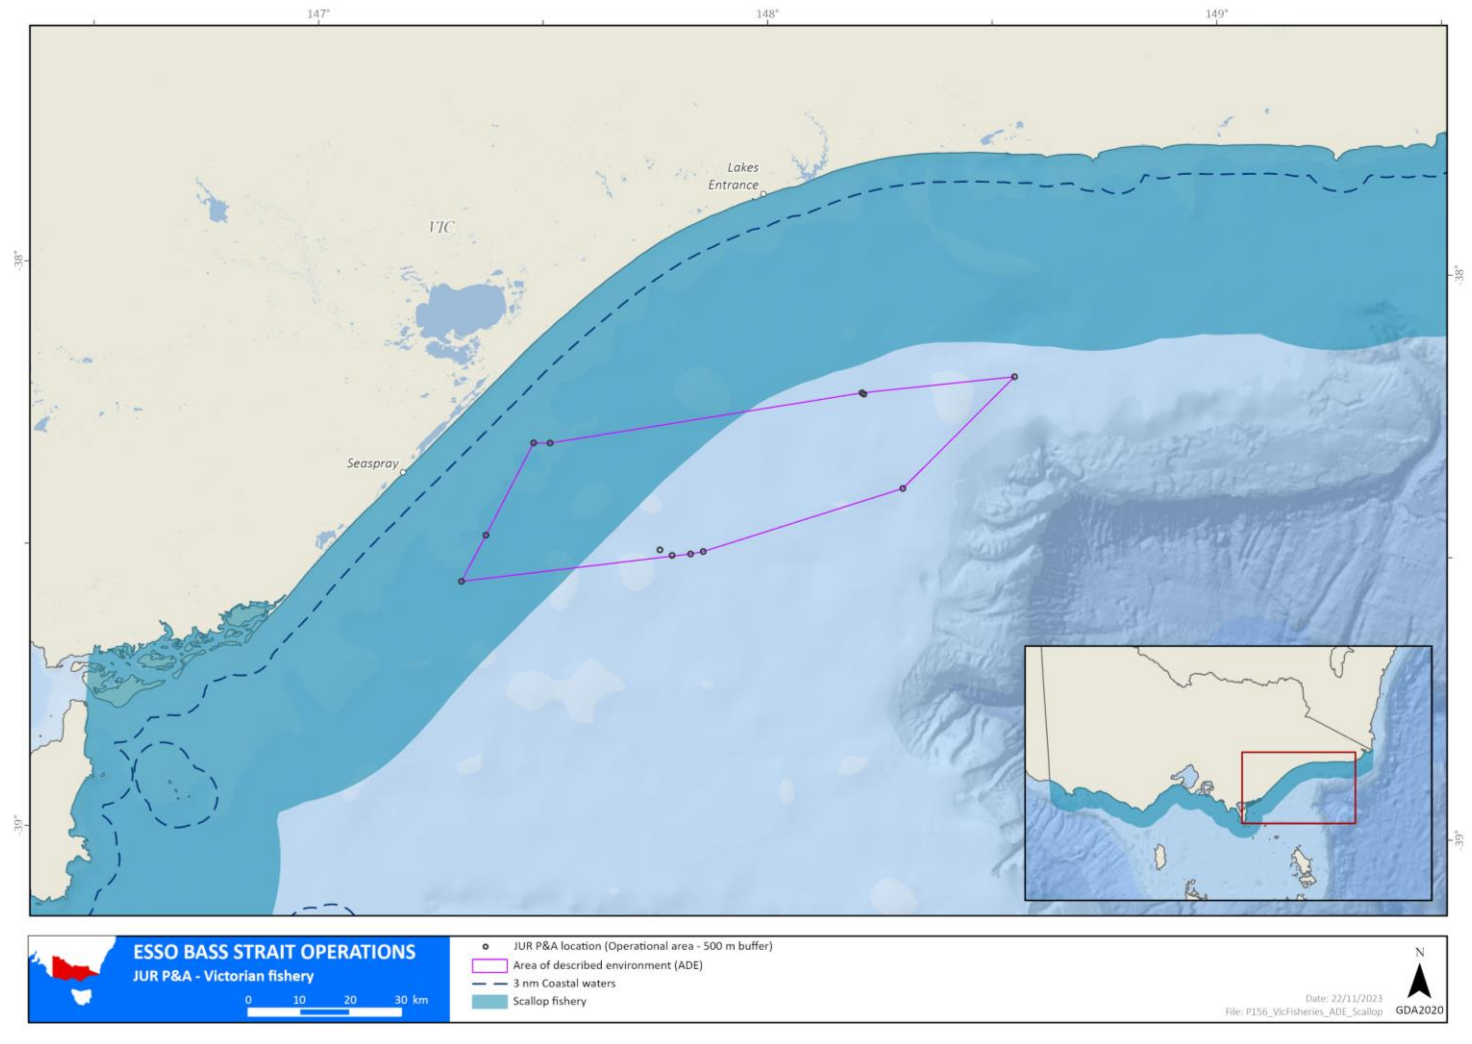 147°
148°
149°
Lakes
Entrance
VIC
-38°
-38°
Seaspray
-39°
-39°
ESSO BASS STRAIT OPERATIONS
JUR P&A - Victorian fishery
0 10 20 30 km
JUR P&A location (Operational area - 500 m buffer)
Area of described environment (ADE)
3 nm Coastal waters
Scallop fishery
N
Date: 22/11/2023
File: P156_VicFisheries_ADE_Scallop
GDA2020